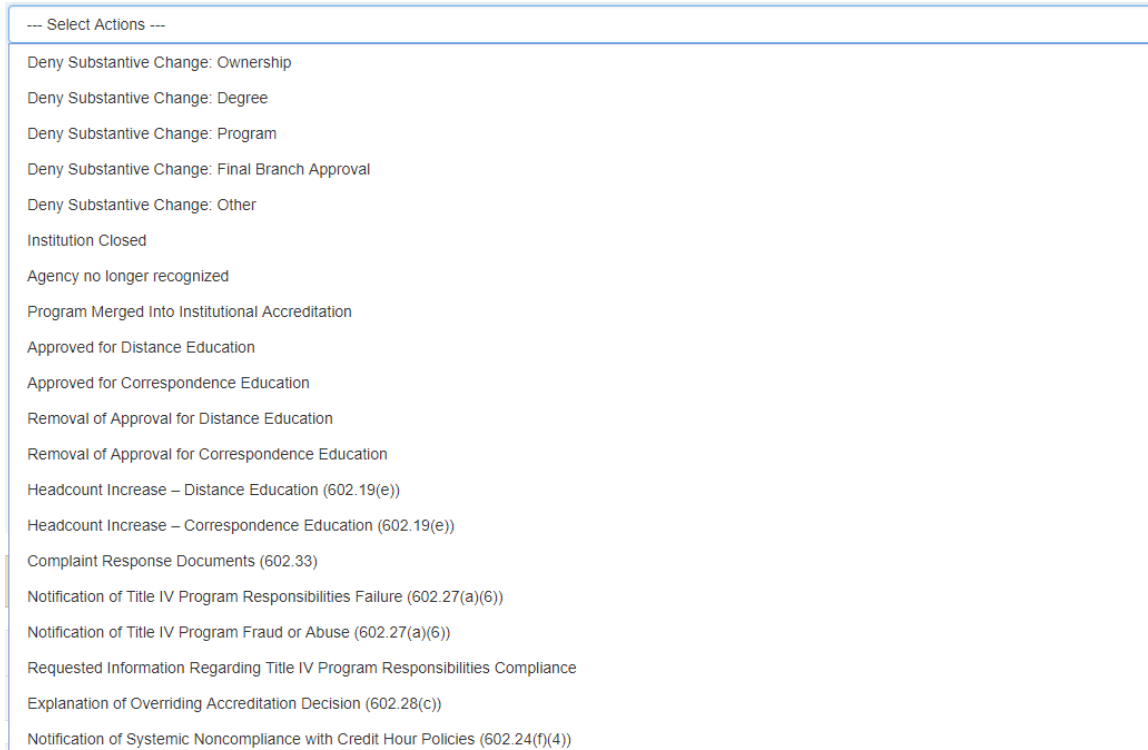 --- Select Actions ---
Deny Substantive Change: Ownership
Deny Substantive Change: Degree
Deny Substantive Change: Program
Deny Substantive Change: Final Branch Approval
Deny Substantive Change: Other
Institution Closed
Agency no longer recognized
Program Merged Into Institutional Accreditation
Approved for Distance Education
Approved for Correspondence Education
Removal of Approval for Distance Education
Removal of Approval for Correspondence Education
Headcount Increase – Distance Education (602.19(e))
Headcount Increase – Correspondence Education (602.19(e))
Complaint Response Documents (602.33)
Notification of Title IV Program Responsibilities Failure (602.27(a)(6))
Notification of Title IV Program Fraud or Abuse (602.27(a)(6))
Requested Information Regarding Title IV Program Responsibilities Compliance
Explanation of Overriding Accreditation Decision (602.28(c))
Notification of Systemic Noncompliance with Credit Hour Policies (602.24(f)(4))